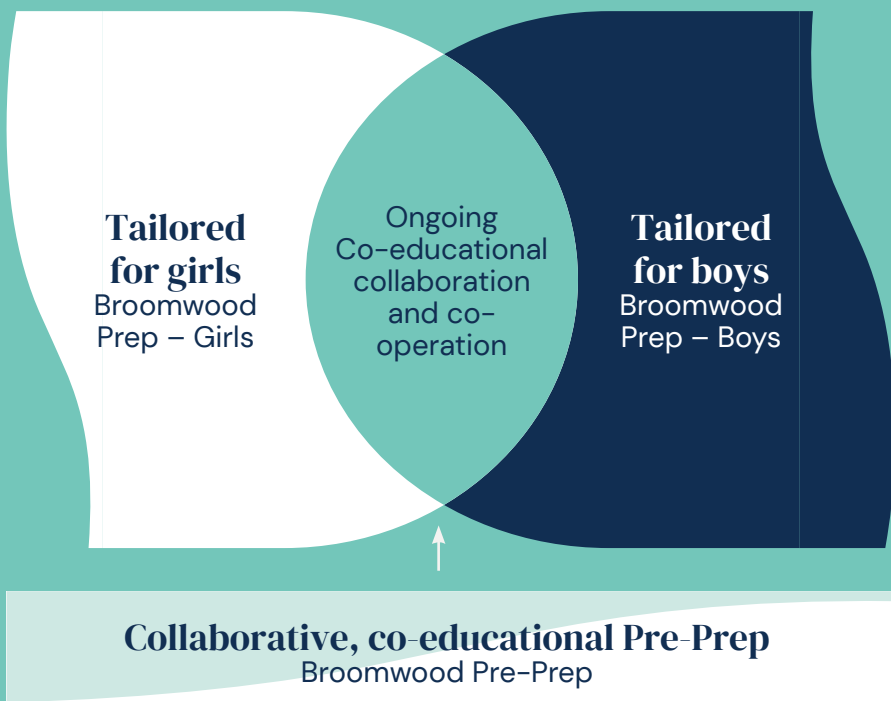 Tailored
for girls
Broomwood
Prep – Girls
Ongoing
Co-educational
collaboration
and co-
operation
Tailored
for boys
Broomwood
Prep – Boys
Collaborative, co-educational Pre-Prep
Broomwood Pre-Prep